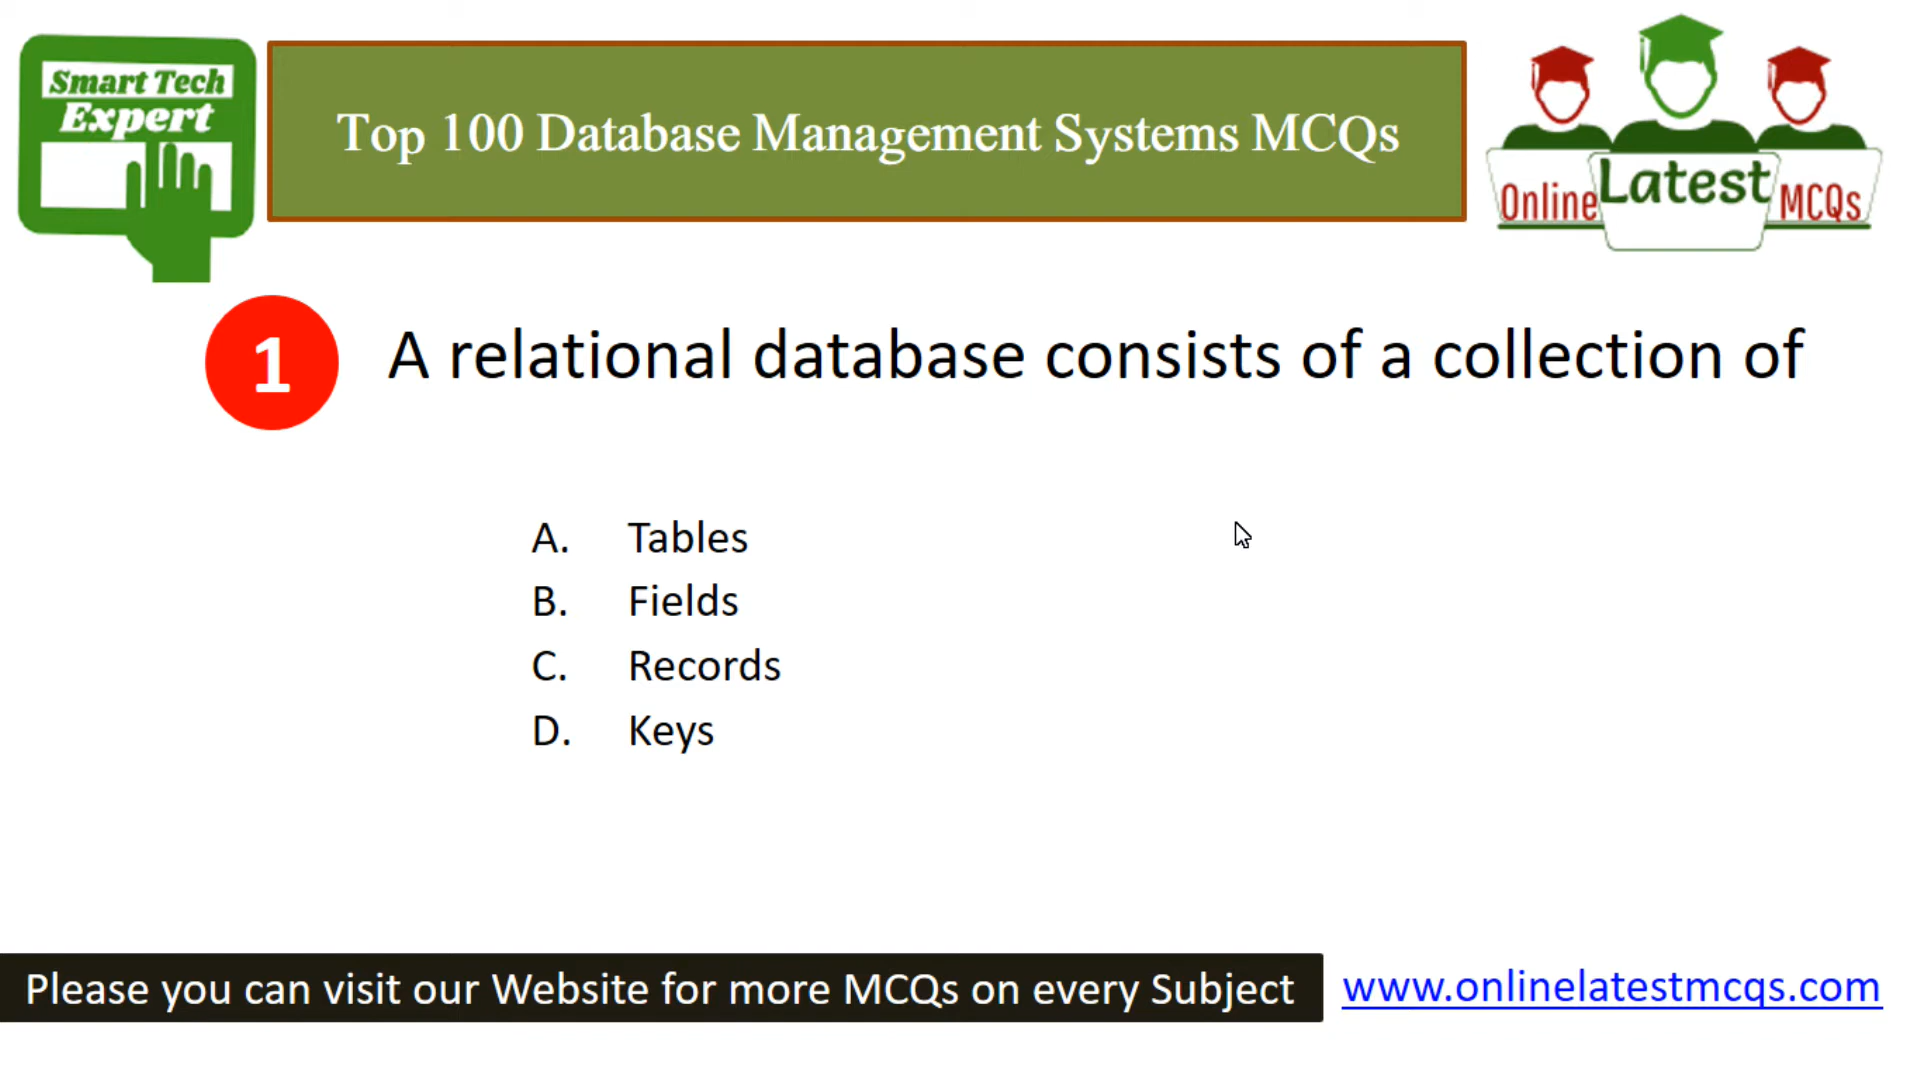 Smart Tech
Expert
Top 100 Database Management Systems MCQs
Online Latest MCQs
1 A relational database consists of a collection of
A. Tables
B. Fields
C. Records
D. Keys
Please you can visit our Website for more MCQs on every Subject www.onlinelatestmcqs.com